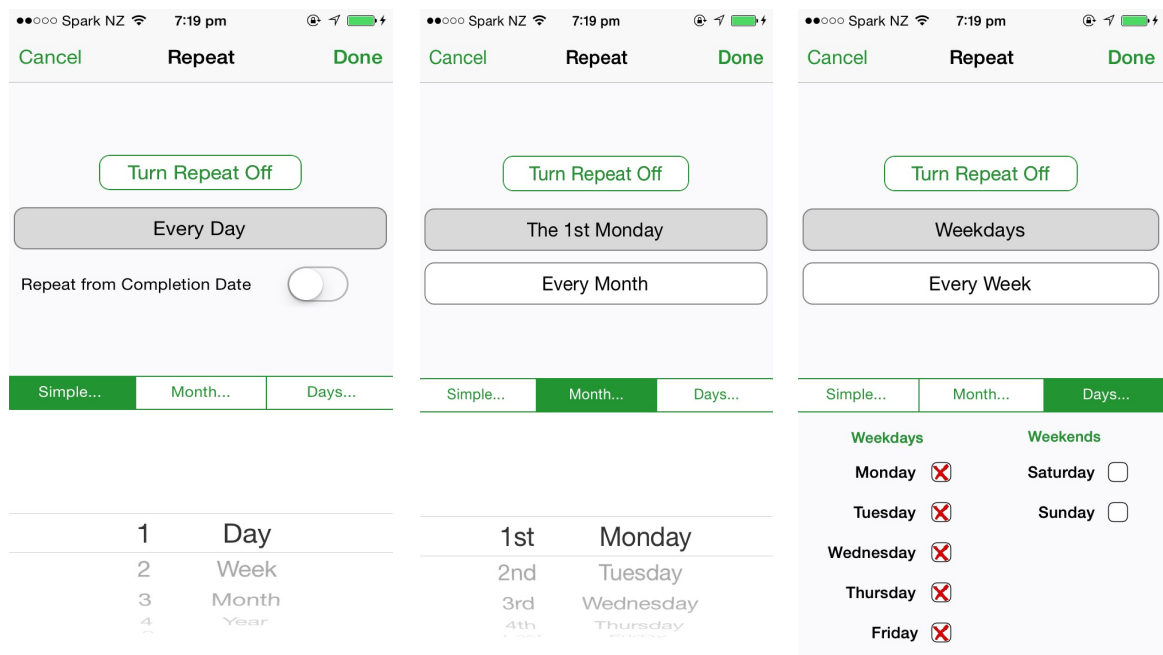 Spark NZ 7:19 pm
Cancel Repeat Done
Turn Repeat Off
Every Day
Repeat from Completion Date
Simple... Month... Days...
1 Day
2 Week
3 Month
4 Year
Spark NZ 7:19 pm
Cancel Repeat Done
Turn Repeat Off
The 1st Monday
Every Month
Simple... Month... Days...
1st Monday
2nd Tuesday
3rd Wednesday
4th Thursday
Last Friday
Spark NZ 7:19 pm
Cancel Repeat Done
Turn Repeat Off
Weekdays
Every Week
Simple... Month... Days...
Weekdays Weekends
Monday Saturday
Tuesday Sunday
Wednesday
Thursday
Friday